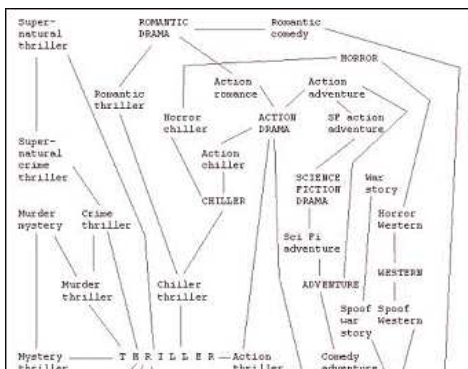 Super-
natural
thriller
ROMANTIC
DRAMA
Romantic
comedy
HORROR
Romantic
thriller
Action
romance
Action
adventure
Horror
chiller
ACTION
DRAMA
SF action
adventure
Super-
natural
crime
thriller
Action
chiller
SCIENCE
FICTION
DRAMA
War
story
CHILLER
Murder
mystery
Crime
thriller
Horror
Western
Sci Fi
adventure
Murder
thriller
Chiller
thriller
ADVENTURE
WESTERN
Spoof
war
story
Spoof
Western
Mystery
thriller
T H R I L L E R
Action
thriller
Comedy
adventure